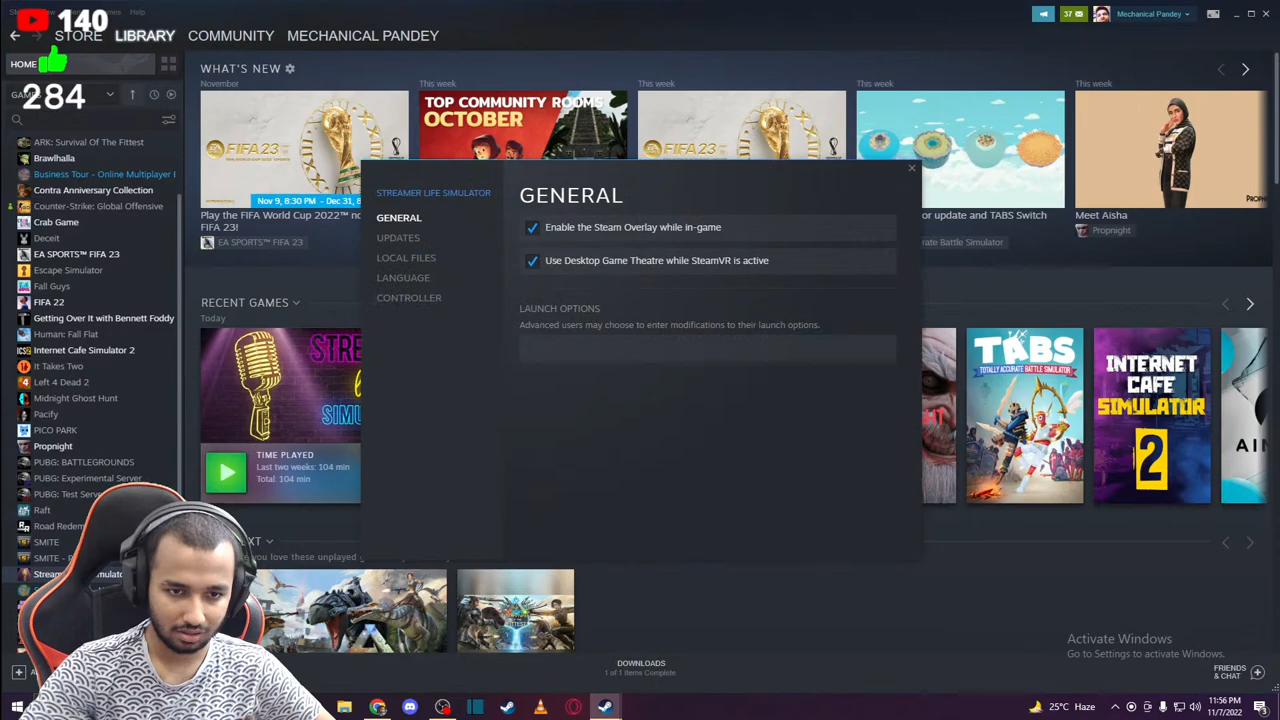 Help
140
STORE
LIBRARY
COMMUNITY
MECHANICAL PANDEY
37
Mechanical Pandey
HOME
284
WHAT'S NEW
November
This week
This week
This week
This week
EA SPORTS FIFA 23
TOP COMMUNITY ROOMS
OCTOBER
EA SPORTS FIFA 23
Nov 9, 8:30 PM - Dec 31, 8
Play the FIFA World Cup 2022™
FIFA 23!
EA SPORTS™ FIFA 23
or update and TABS Switch
Meet Aisha
Propnight
ARK: Survival Of The Fittest
Brawlhalla
Business Tour - Online Multiplayer
Contra Anniversary Collection
Counter-Strike: Global Offensive
Crab Game
Deceit
EA SPORTS™ FIFA 23
Escape Simulator
Fall Guys
FIFA 22
Getting Over It with Bennett Foddy
Human: Fall Flat
Internet Cafe Simulator 2
It Takes Two
Left 4 Dead 2
Midnight Ghost Hunt
Pacify
PICO PARK
Propnight
PUBG: BATTLEGROUNDS
PUBG: Experimental Server
PUBG: Test Serve
Raft
Road Redem
SMITE
SMITE - P
STREAMER LIFE SIMULATOR
GENERAL
UPDATES
LOCAL FILES
LANGUAGE
CONTROLLER
GENERAL
Enable the Steam Overlay while in-game
Use Desktop Game Theatre while SteamVR is active
LAUNCH OPTIONS
Advanced users may choose to enter modifications to their launch options.
RECENT GAMES
Today
TIME PLAYED
Last two weeks: 104 min
Total: 104 min
TABS
TOTALLY ACCURATE BATTLE SIMULATOR
INTERNET
CAFE
SIMULATOR
2
you love these unplayed
DOWNLOADS
1 of 1 Items Complete
Activate Windows
Go to Settings to activate Windows.
FRIENDS
& CHAT
25°C Haze
11:56 PM
11/7/2022
3